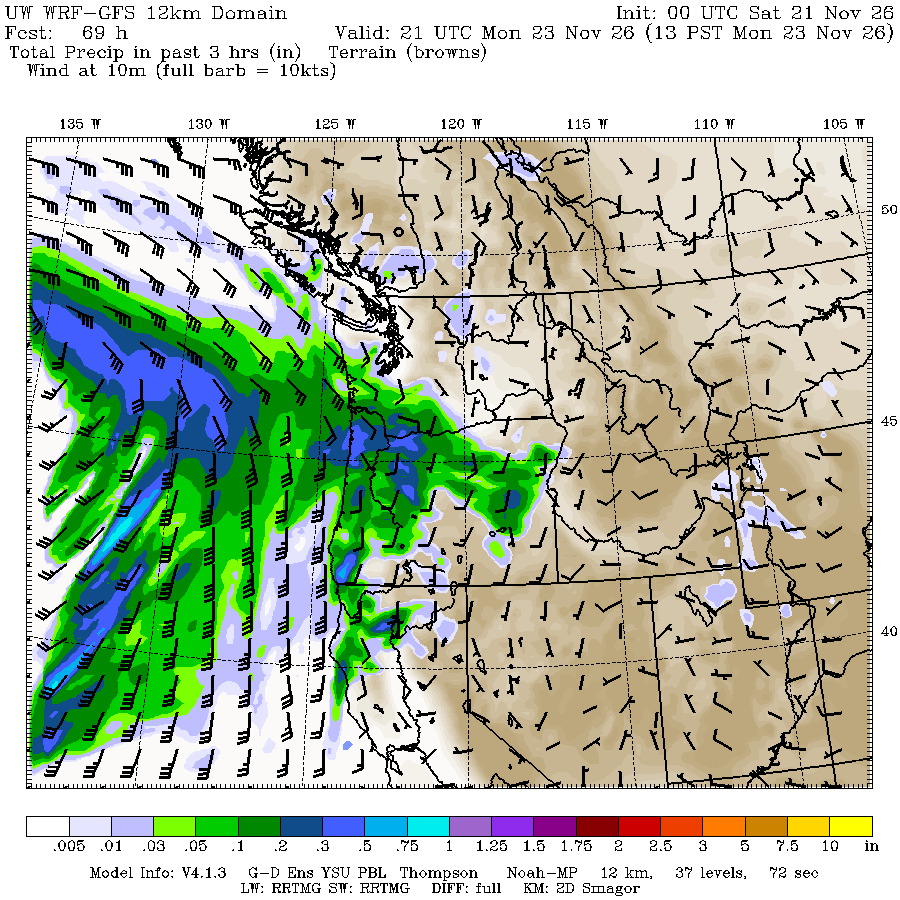 UW WRF-GFS 12km Domain Init: 00 UTC Sat 21 Nov 26
Fcst: 69 h Valid: 21 UTC Mon 23 Nov 26 (13 PST Mon 23 Nov 26)
Total Precip in past 3 hrs (in) Terrain (browns)
Wind at 10m (full barb = 10kts)
135 W 130 W 125 W 120 W 115 W 110 W 105 W
50
45
40
.005 .01 .03 .05 .1 .2 .3 .5 .75 1 1.25 1.5 1.75 2 2.5 3 5 7.5 10 in
Model Info: V4.1.3 G-D Ens YSU PBL Thompson Noah-MP 12 km, 37 levels, 72 sec
LW: RRTMG SW: RRTMG DIFF: full KM: 2D Smagor